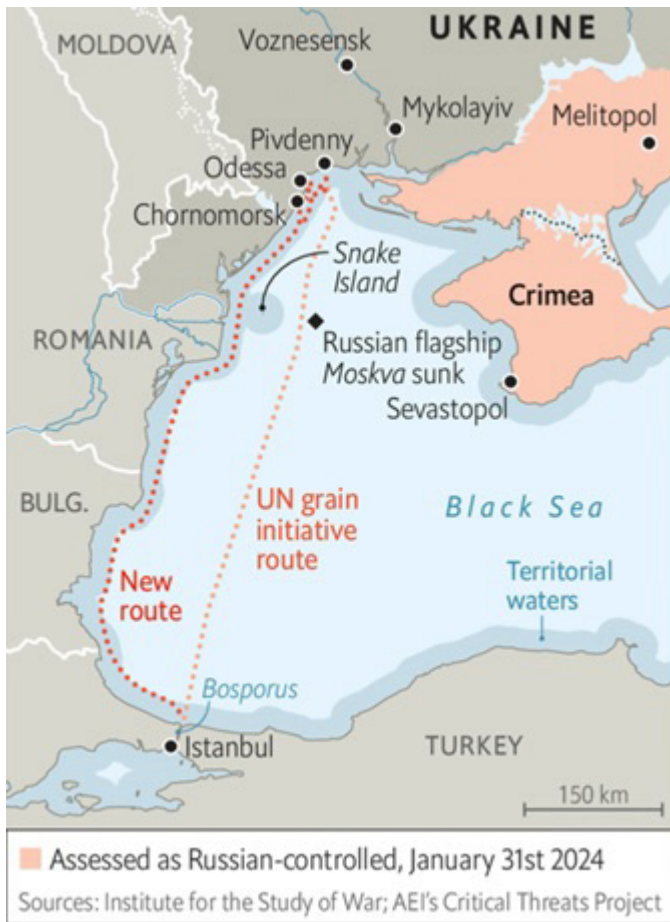 MOLDOVA
Voznesensk
UKRAINE
Mykolayiv
Melitopol
Pivdenny
Odessa
Chornomorsk
Snake
Island
Crimea
ROMANIA
Russian flagship
Moskva sunk
Sevastopol
BULG.
UN grain
initiative
route
Black Sea
New
route
Territorial
waters
Bosporus
Istanbul
TURKEY
150 km
Assessed as Russian-controlled, January 31st 2024
Sources: Institute for the Study of War; AEI's Critical Threats Project